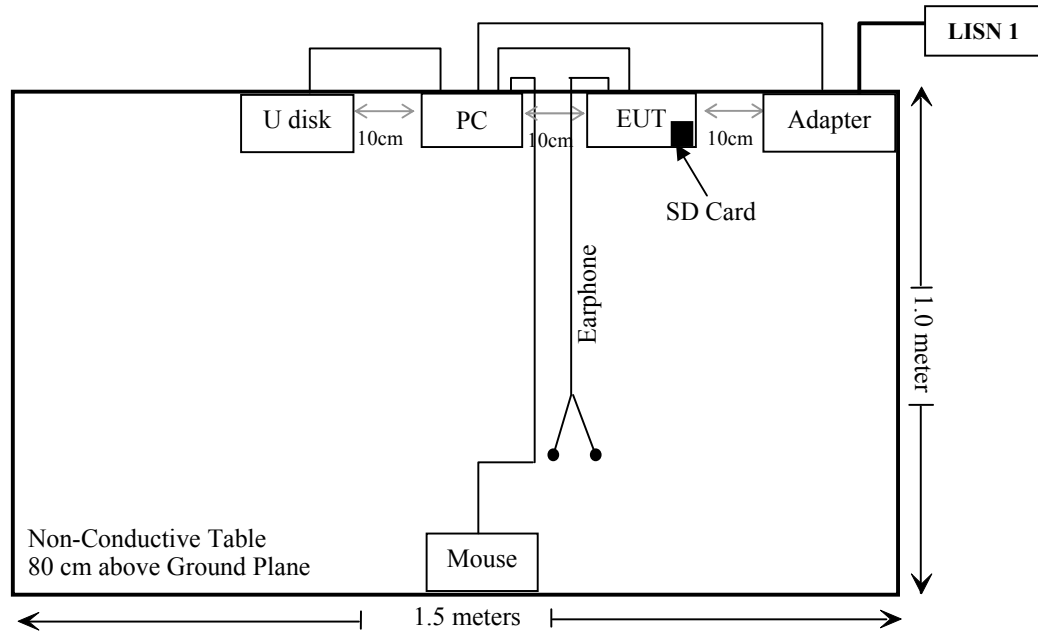 LISN 1
U disk
10cm
PC
10cm
EUT
10cm
Adapter
SD Card
Earphone
1.0 meter
Non-Conductive Table
80 cm above Ground Plane
Mouse
1.5 meters